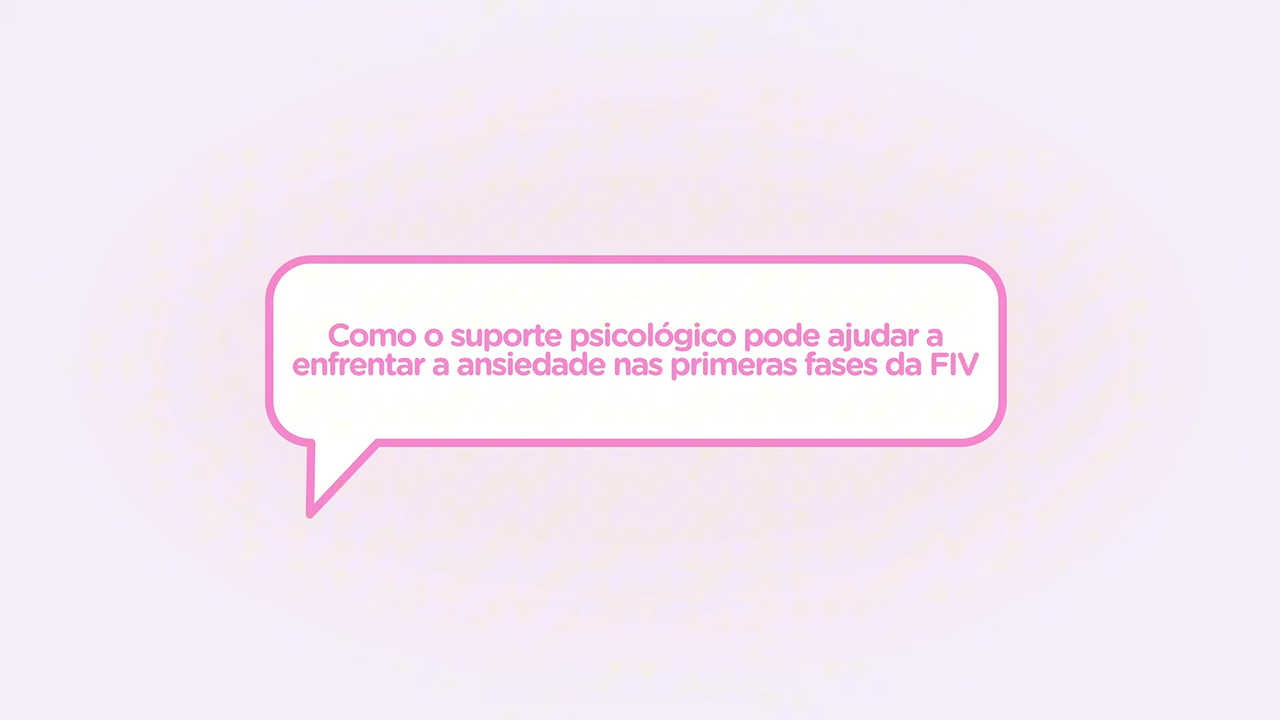 Como o suporte psicológico pode ajudar a
enfrentar a ansiedade nas primeras fases da FIV